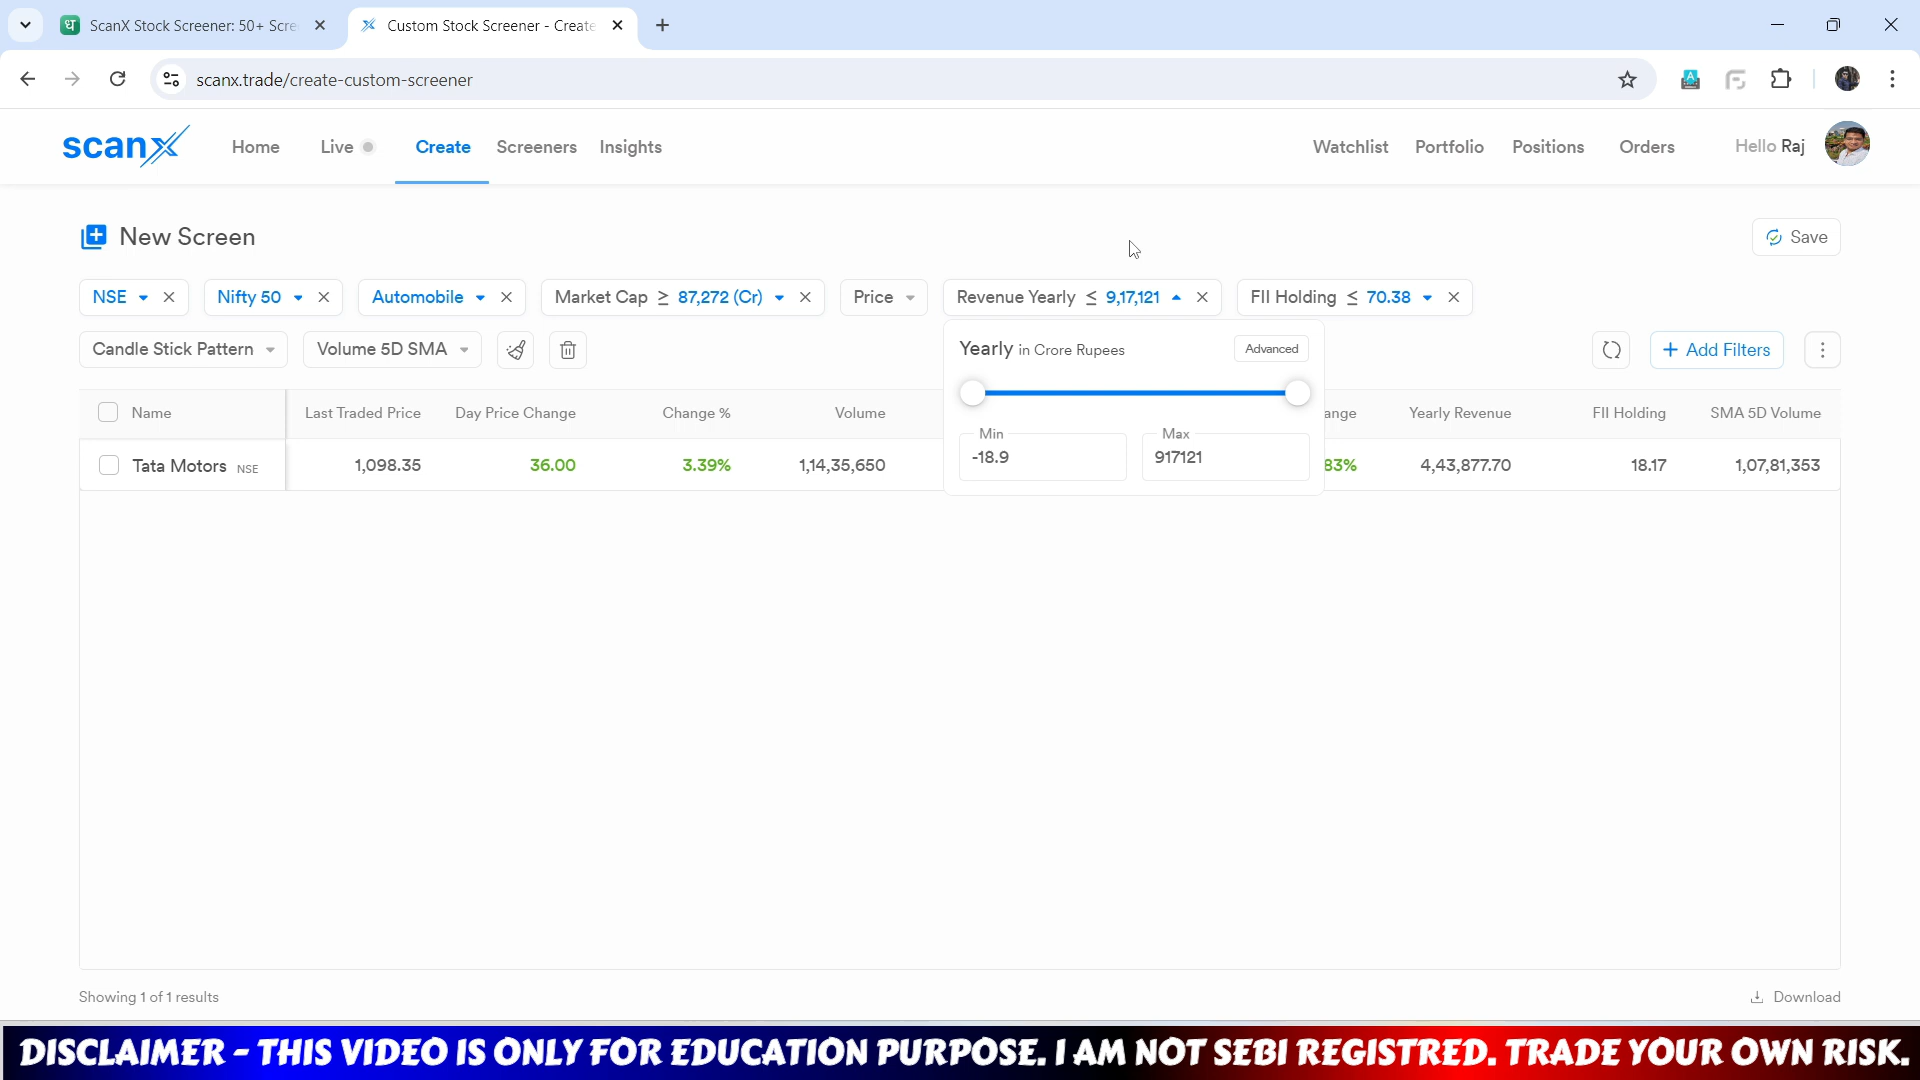 ScanX Stock Screener: 50+ Scre
Custom Stock Screener - Create
scanx.trade/create-custom-screener
scanx
Home
Live
Create
Screeners
Insights
Watchlist
Portfolio
Positions
Orders
Hello Raj
New Screen
Save
NSE
Nifty 50
Automobile
Market Cap ≥ 87,272 (Cr)
Price
Revenue Yearly ≤ 9,17,121
FII Holding ≤ 70.38
Candle Stick Pattern
Volume 5D SMA
Yearly in Crore Rupees
Advanced
+ Add Filters
Min
-18.9
Max
917121
Name
Last Traded Price
Day Price Change
Change %
Volume
ange
Yearly Revenue
FII Holding
SMA 5D Volume
Tata Motors NSE
1,098.35
36.00
3.39%
1,14,35,650
83%
4,43,877.70
18.17
1,07,81,353
Showing 1 of 1 results
Download
DISCLAIMER - THIS VIDEO IS ONLY FOR EDUCATION PURPOSE. I AM NOT SEBI REGISTRED. TRADE YOUR OWN RISK.